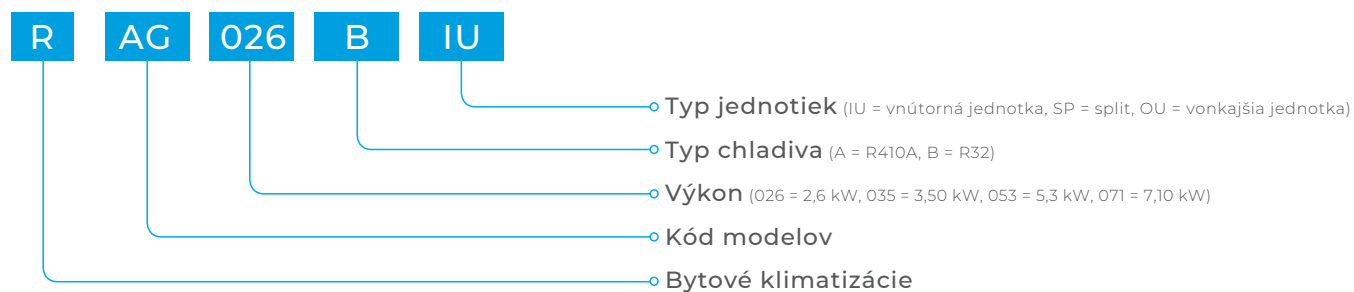 R AG 026 B IU
Typ jednotiek (IU = vnútorná jednotka, SP = split, OU = vonkajšia jednotka)
Typ chladiva (A = R410A, B = R32)
Výkon (026 = 2,6 kW, 035 = 3,50 kW, 053 = 5,3 kW, 071 = 7,10 kW)
Kód modelov
Bytové klimatizácie